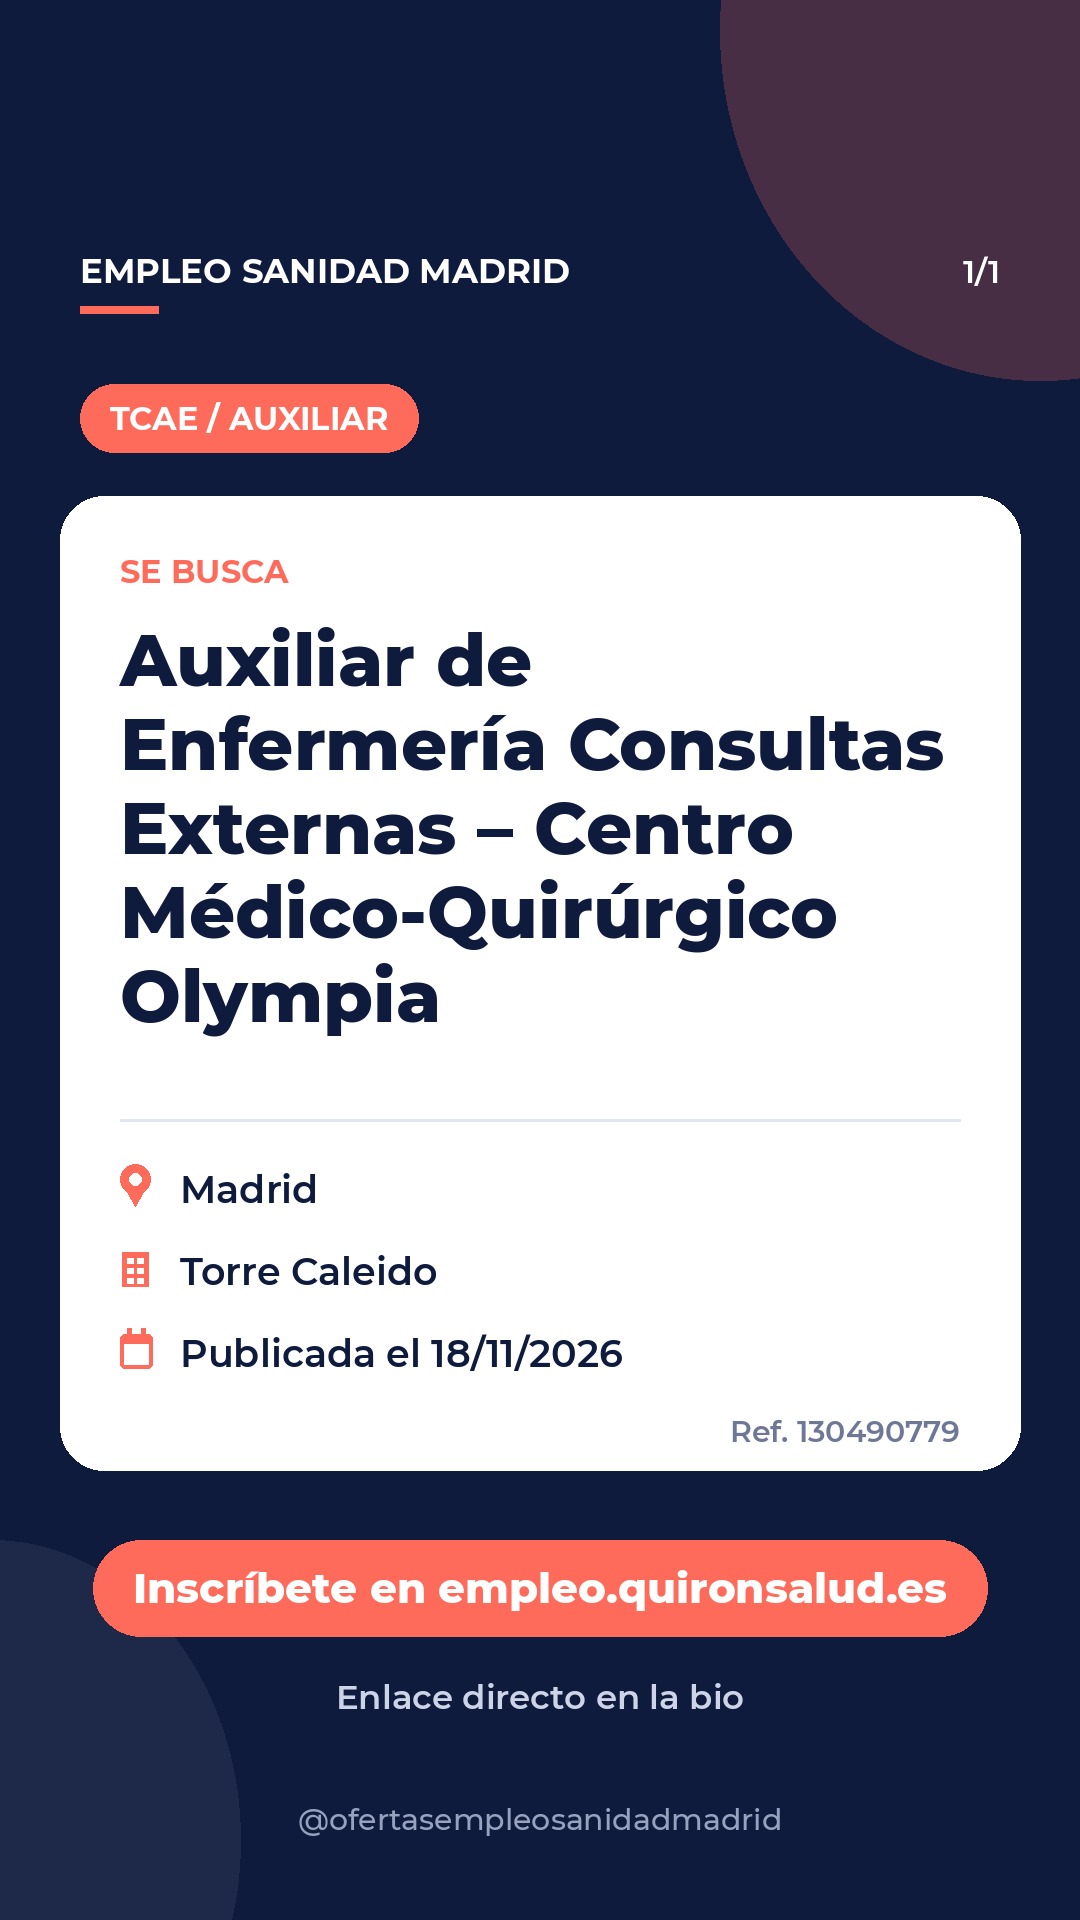 EMPLEO SANIDAD MADRID
1/1
TCAE / AUXILIAR
SE BUSCA
Auxiliar de
Enfermería Consultas
Externas – Centro
Médico-Quirúrgico
Olympia
Madrid
Torre Caleido
Publicada el 18/11/2026
Ref. 130490779
Inscríbete en empleo.quironsalud.es
Enlace directo en la bio
@ofertasempleosanidadmadrid